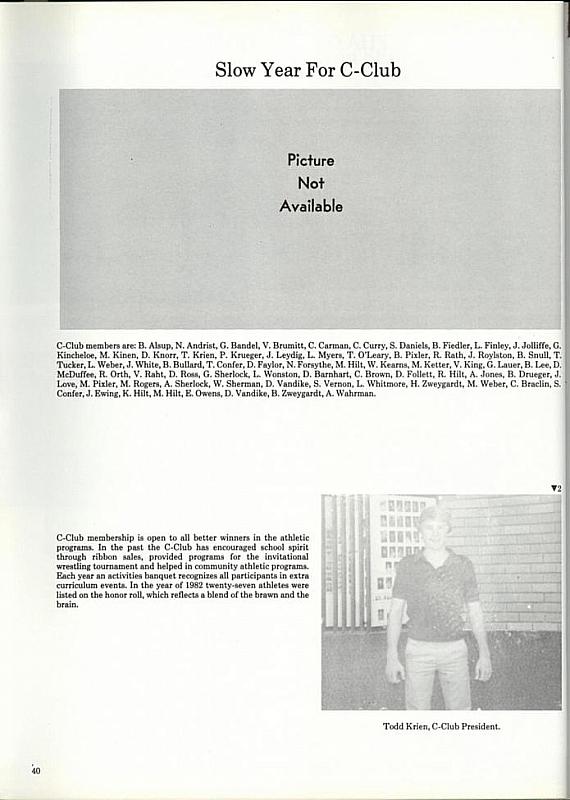 Slow Year For C-Club
Picture
Not
Available
C-Club members are: B. Alsup, N. Andrist, G. Bandel, V. Brumitt, C. Carman, C. Curry, S. Daniels, B. Fiedler, L. Finley, J. Jolliffe, G.
Kincheloe, M. Kinen, D. Knorr, T. Krien, P. Krueger, J. Leydig, L. Myers, T. O'Leary, B. Pixler, R. Rath, J. Roylston, B. Snull, T.
Tucker, L. Weber, J. White, B. Bullard, T. Confer, D. Faylor, N. Forsythe, M. Hilt, W. Kearns, M. Ketter, V. King, G. Lauer, B. Lee, D.
McDuffee, R. Orth, V. Raht, D. Ross, G. Sherlock, L. Wonston, D. Barnhart, C. Brown, D. Follett, R. Hilt, A. Jones, B. Drueger, J.
Love, M. Pixler, M. Rogers, A. Sherlock, W. Sherman, D. Vandike, S. Vernon, L. Whitmore, H. Zweygardt, M. Weber, C. Braclin, S.
Confer, J. Ewing, K. Hilt, M. Hilt, E. Owens, D. Vandike, B. Zweygardt, A. Wahrman.
▼2
C-Club membership is open to all better winners in the athletic
programs. In the past the C-Club has encouraged school spirit
through ribbon sales, provided programs for the invitational
wrestling tournament and helped in community athletic programs.
Each year an activities banquet recognizes all participants in extra
curriculum events. In the year of 1982 twenty-seven athletes were
listed on the honor roll, which reflects a blend of the brawn and the
brain.
Todd Krien, C-Club President.
40